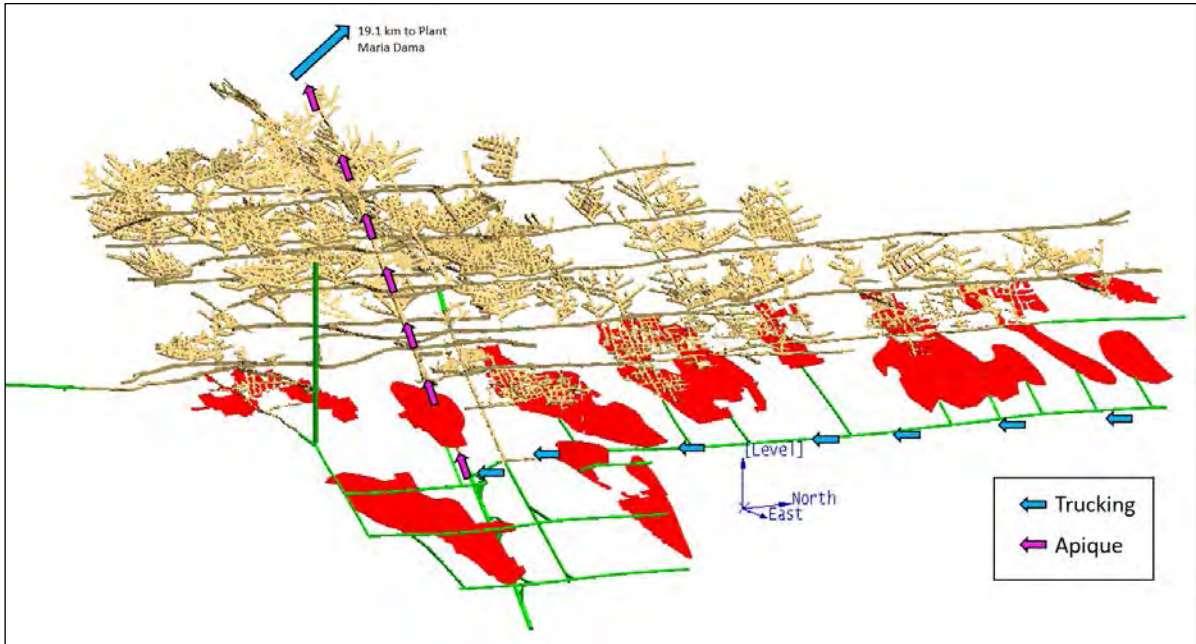 19.1 km to Plant
Maria Dama
[Level]
North
East
Trucking
Apique